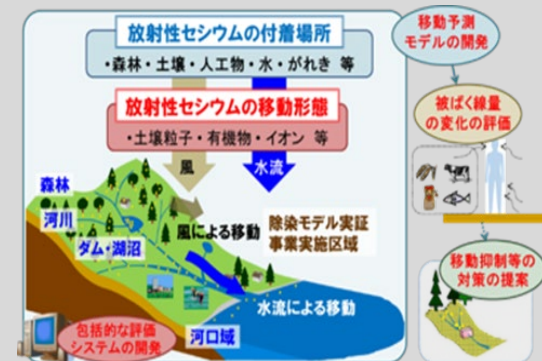 放射性セシウムの付着場所
・森林・土壌・人工物・水・がれき 等
放射性セシウムの移動形態
・土壌粒子・有機物・イオン 等
風
水流
森林
河川
ダム・湖沼
風による移動
除染モデル実証
事業実施区域
水流による移動
河口域
包括的な評価
システムの開発
移動予測
モデルの開発
被ばく線量
の変化の評価
移動抑制等の
対策の提案